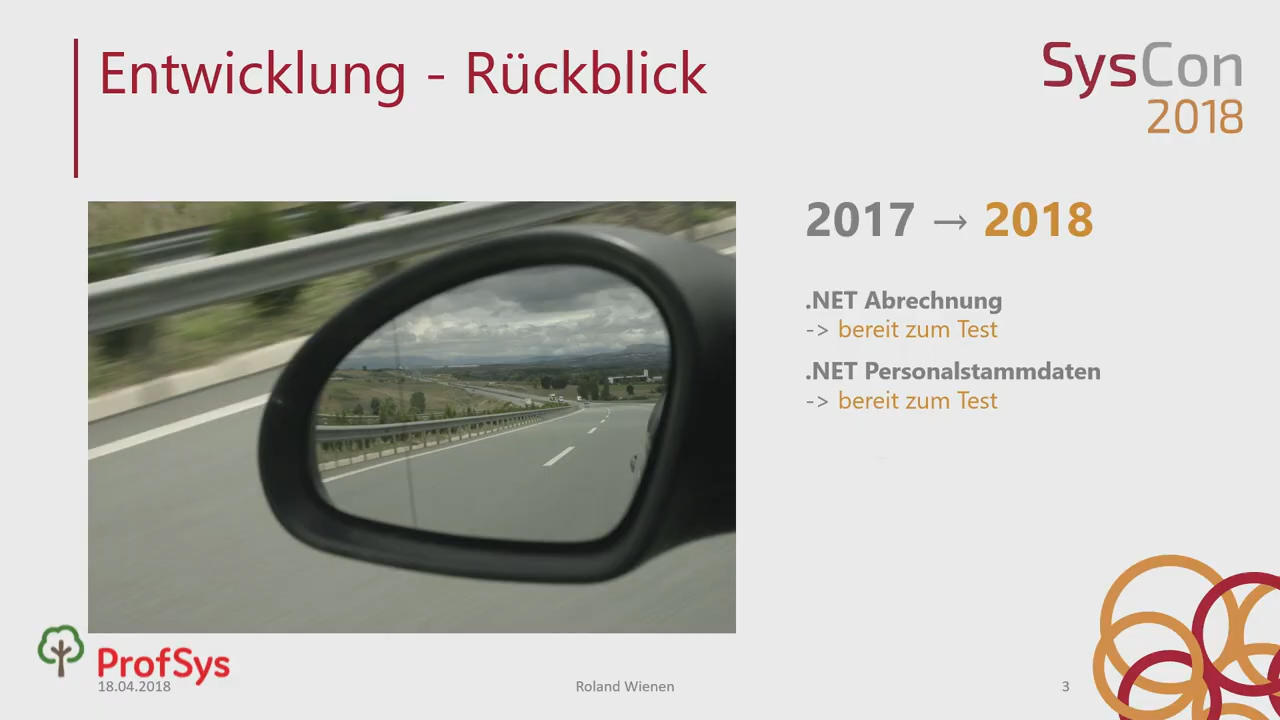 Entwicklung - Rückblick
SysCon
2018
2017 → 2018
.NET Abrechnung
-> bereit zum Test
.NET Personalstammdaten
-> bereit zum Test
ProfSys
18.04.2018
Roland Wienen
3